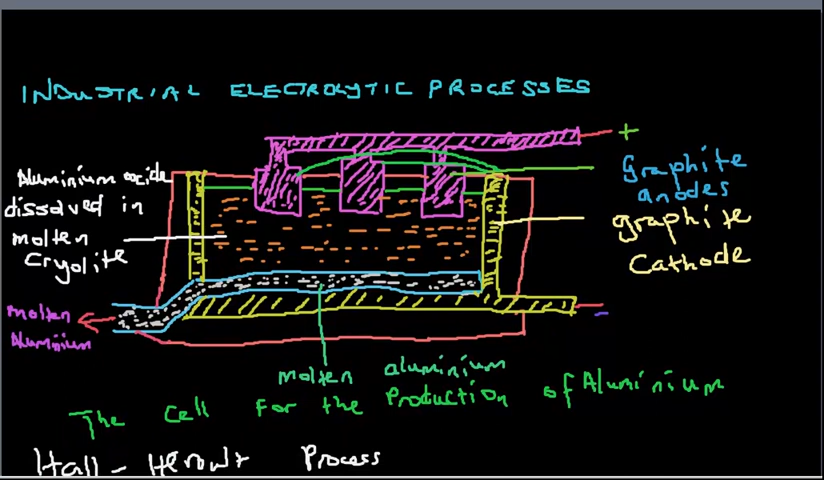 INDUSTRIAL ELECTROLYTIC PROCESSES
+
Aluminium oxide
dissolved in
molten
Cryolite
Graphite
anodes
graphite
Cathode
-
molten
Aluminium
molten aluminium
The Cell For the Production of Aluminium
Hall - Heroult Process